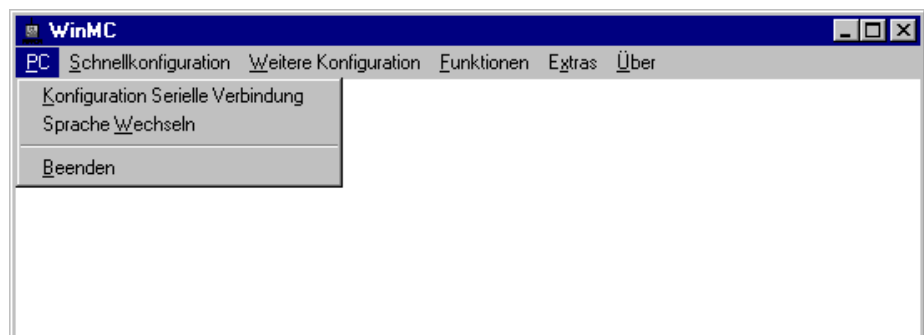 WinMC
PC Schnellkonfiguration Weitere Konfiguration Funktionen Extras Über
Konfiguration Serielle Verbindung
Sprache Wechseln
Beenden